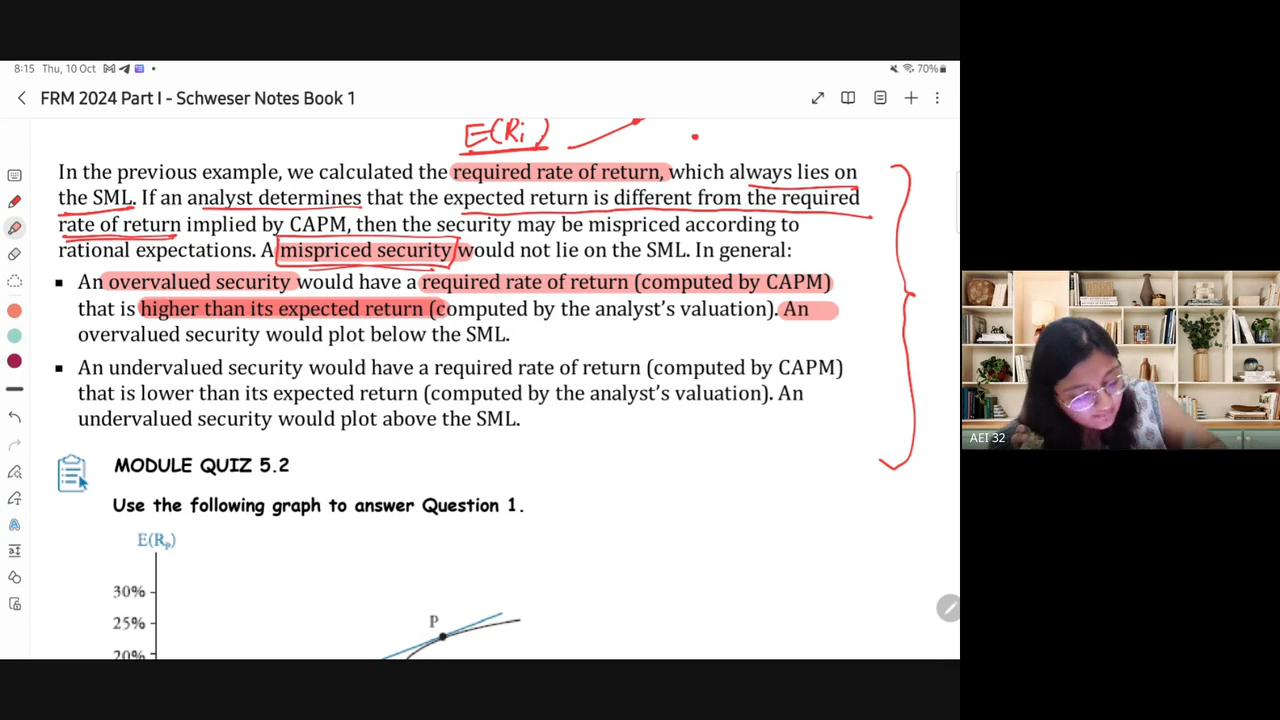 8:15 Thu, 10 Oct 70%
FRM 2024 Part I - Schweser Notes Book 1
E(Ri)
In the previous example, we calculated the required rate of return, which always lies on
the SML. If an analyst determines that the expected return is different from the required
rate of return implied by CAPM, then the security may be mispriced according to
rational expectations. A mispriced security would not lie on the SML. In general:
▪ An overvalued security would have a required rate of return (computed by CAPM)
that is higher than its expected return (computed by the analyst's valuation). An
overvalued security would plot below the SML.
▪ An undervalued security would have a required rate of return (computed by CAPM)
that is lower than its expected return (computed by the analyst's valuation). An
undervalued security would plot above the SML.
MODULE QUIZ 5.2
Use the following graph to answer Question 1.
E(Rp)
30%
25%
P
20%
AEI 32